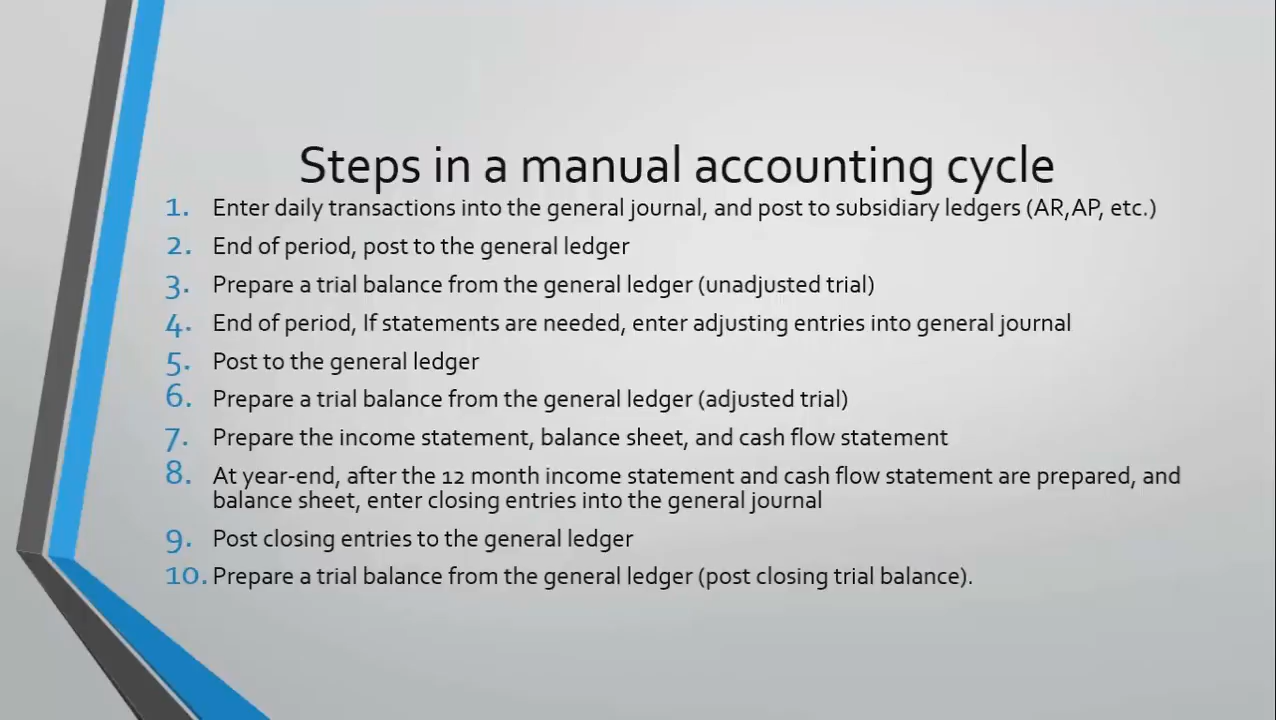 Steps in a manual accounting cycle
1. Enter daily transactions into the general journal, and post to subsidiary ledgers (AR,AP, etc.)
2. End of period, post to the general ledger
3. Prepare a trial balance from the general ledger (unadjusted trial)
4. End of period, If statements are needed, enter adjusting entries into general journal
5. Post to the general ledger
6. Prepare a trial balance from the general ledger (adjusted trial)
7. Prepare the income statement, balance sheet, and cash flow statement
8. At year-end, after the 12 month income statement and cash flow statement are prepared, and
balance sheet, enter closing entries into the general journal
9. Post closing entries to the general ledger
10. Prepare a trial balance from the general ledger (post closing trial balance).